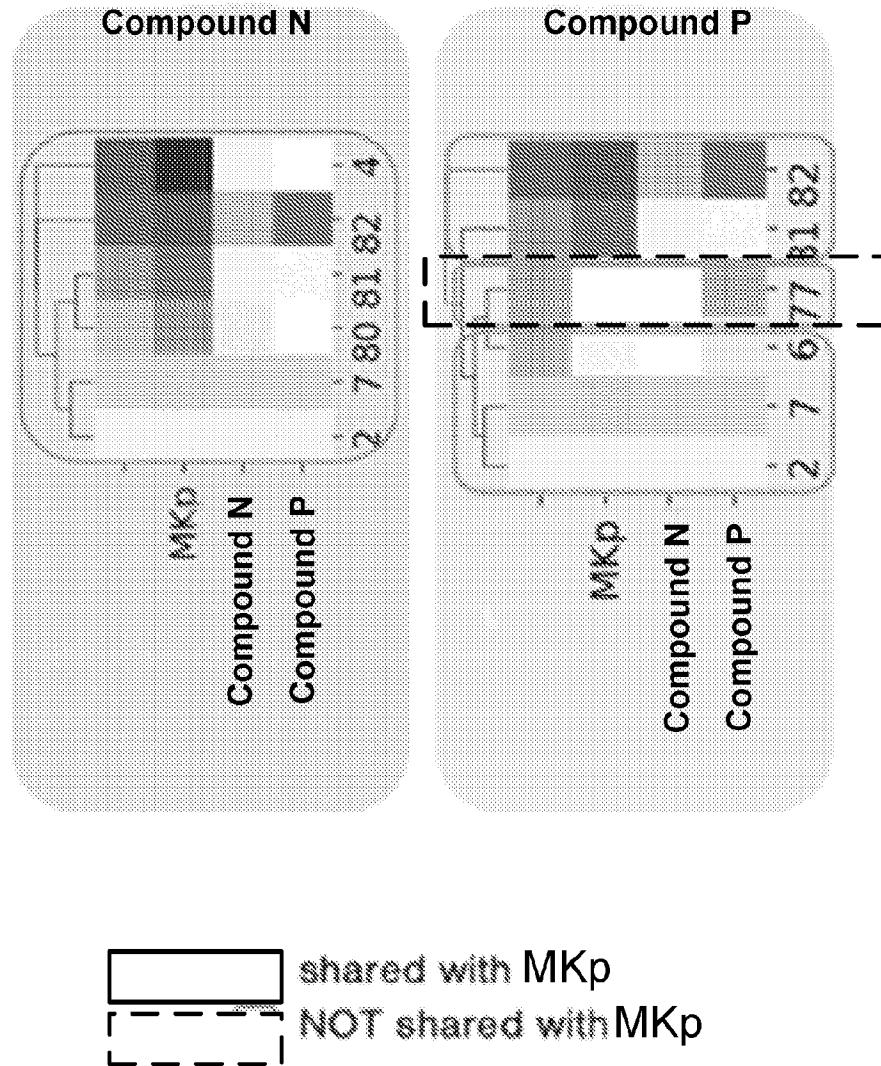 Compound N
4
82
81
80
7
2
MKp
Compound N
Compound P
Compound P
82
81
77
6
7
2
MKp
Compound N
Compound P
shared with MKp
NOT shared with MKp